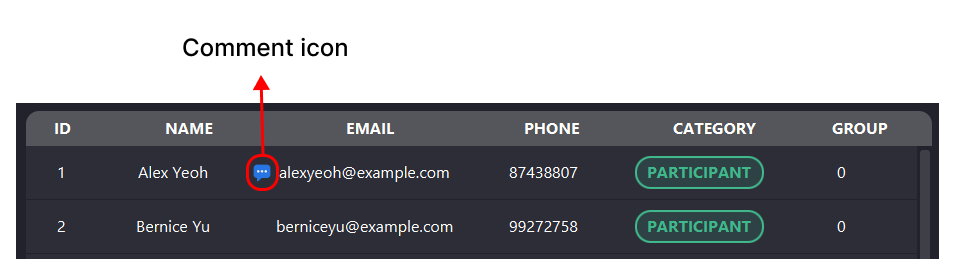 Comment icon
ID NAME EMAIL PHONE CATEGORY GROUP
1 Alex Yeoh alexyeoh@example.com 87438807 PARTICIPANT 0
2 Bernice Yu berniceyu@example.com 99272758 PARTICIPANT 0